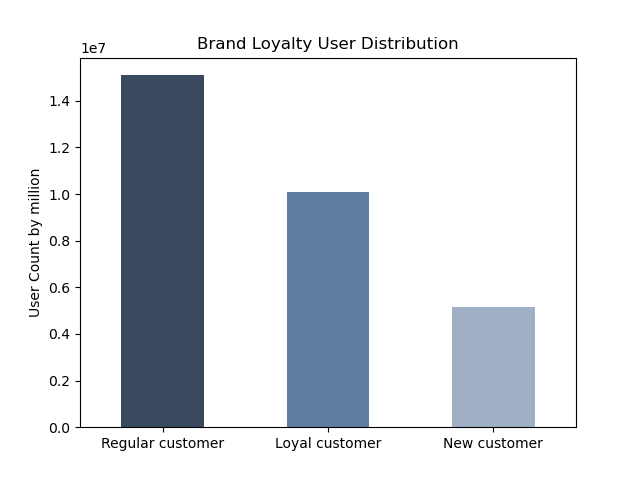 Brand Loyalty User Distribution
1e7
1.4
1.2
1.0
0.8
0.6
0.4
0.2
0.0
User Count by million
Regular customer
Loyal customer
New customer